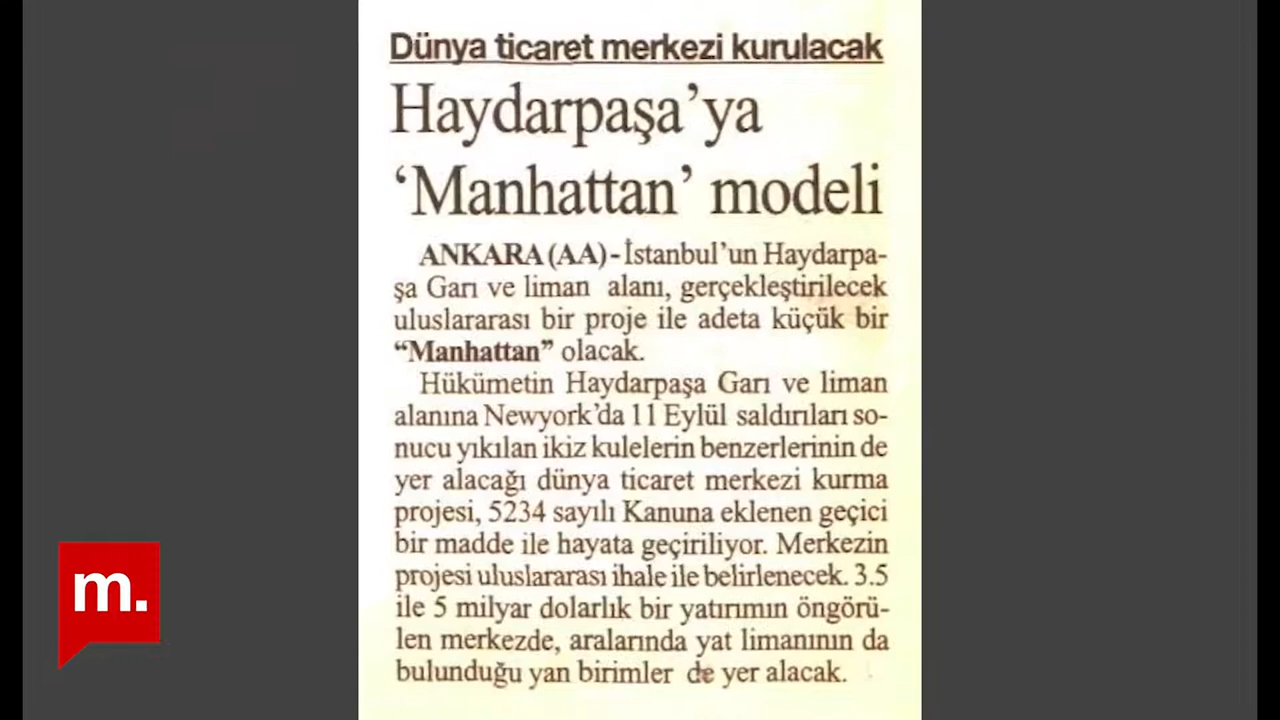 Dünya ticaret merkezi kurulacak
Haydarpaşa'ya
‘Manhattan’ modeli
ANKARA (AA) - İstanbul'un Haydarpa-
şa Garı ve liman alanı, gerçekleştirilecek
uluslararası bir proje ile adeta küçük bir
“Manhattan” olacak.
Hükümetin Haydarpaşa Garı ve liman
alanına Newyork'da 11 Eylül saldırıları so-
nucu yıkılan ikiz kulelerin benzerlerinin de
yer alacağı dünya ticaret merkezi kurma
projesi, 5234 sayılı Kanuna eklenen geçici
bir madde ile hayata geçiriliyor. Merkezin
projesi uluslararası ihale ile belirlenecek. 3.5
ile 5 milyar dolarlık bir yatırımın öngörü-
len merkezde, aralarında yat limanının da
bulunduğu yan birimler de yer alacak.
m.